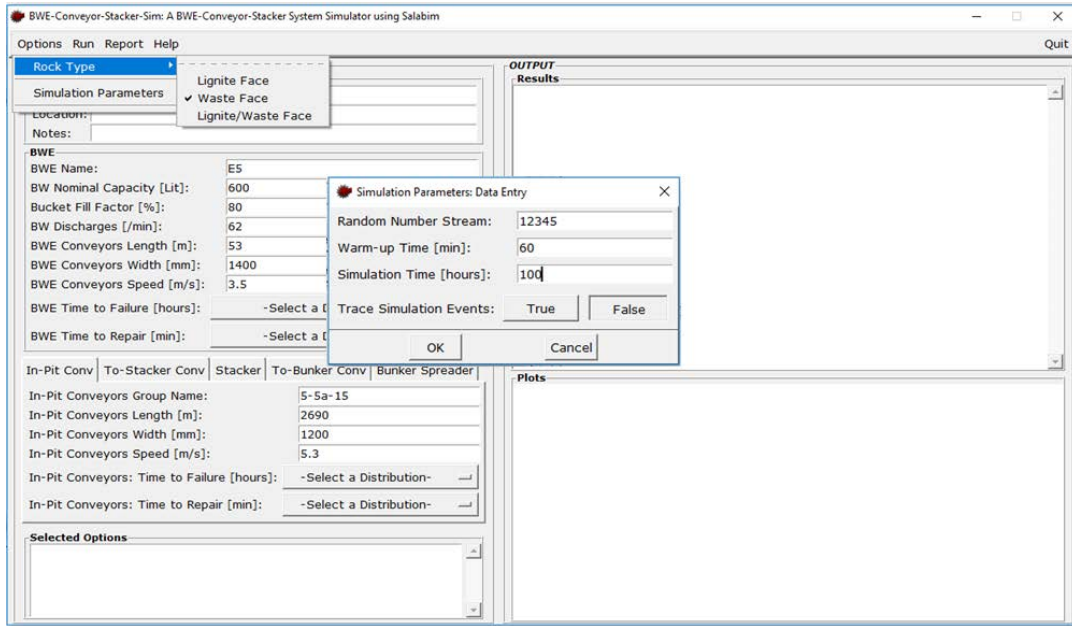 BWE-Conveyor-Stacker-Sim: A BWE-Conveyor-Stacker System Simulator using Salabim
Options Run Report Help Quit
Rock Type
Simulation Parameters
Lignite Face
✓ Waste Face
Lignite/Waste Face
Location:
Notes:
BWE
BWE Name: E5
BW Nominal Capacity [Lit]: 600
Bucket Fill Factor [%]: 80
BW Discharges [/min]: 62
BWE Conveyors Length [m]: 53
BWE Conveyors Width [mm]: 1400
BWE Conveyors Speed [m/s]: 3.5
BWE Time to Failure [hours]: -Select a
BWE Time to Repair [min]: -Select a
In-Pit Conv To-Stacker Conv Stacker To-Bunker Conv Bunker Spreader
In-Pit Conveyors Group Name: 5-5a-15
In-Pit Conveyors Length [m]: 2690
In-Pit Conveyors Width [mm]: 1200
In-Pit Conveyors Speed [m/s]: 5.3
In-Pit Conveyors: Time to Failure [hours]: -Select a Distribution-
In-Pit Conveyors: Time to Repair [min]: -Select a Distribution-
Selected Options
OUTPUT
Results
Simulation Parameters: Data Entry
Random Number Stream: 12345
Warm-up Time [min]: 60
Simulation Time [hours]: 100
Trace Simulation Events: True False
OK Cancel
Plots